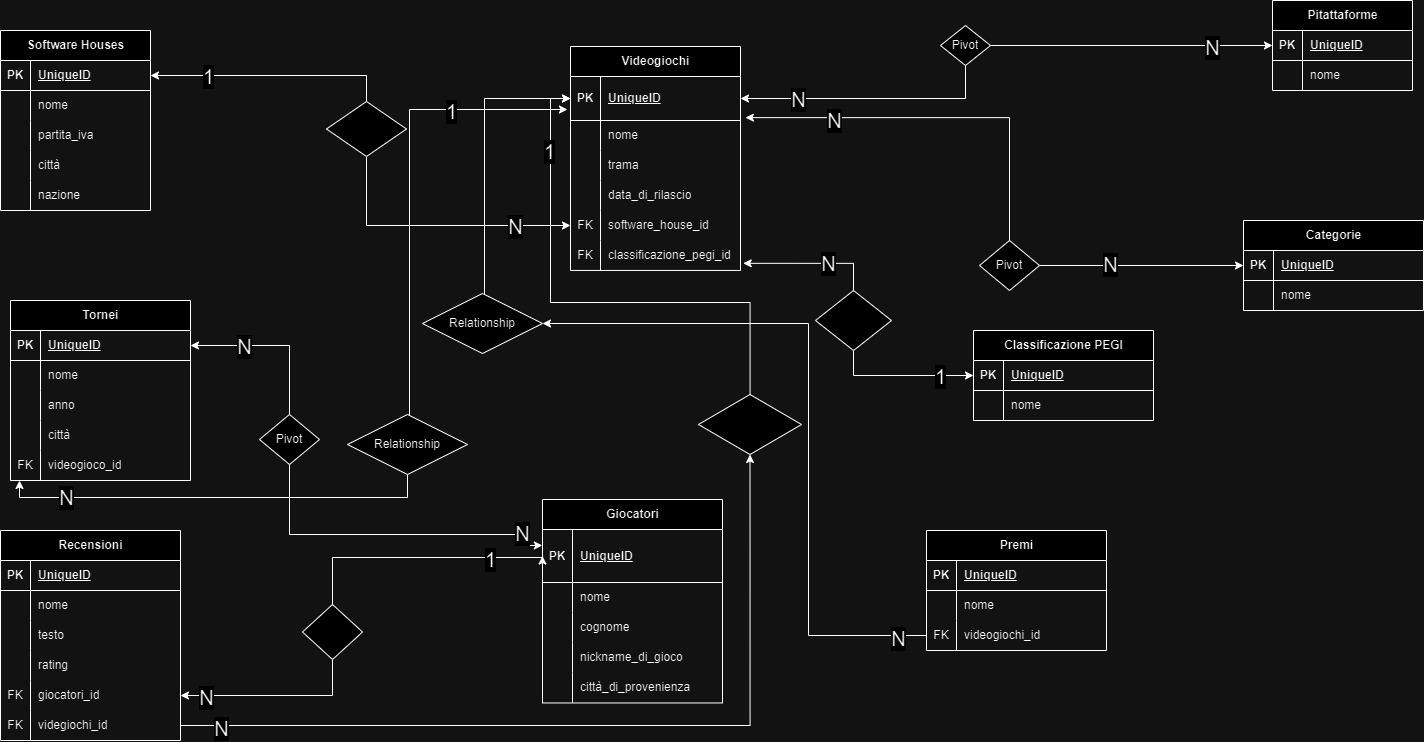 Software Houses
PK UniqueID
nome
partita_iva
città
nazione
1
N
Videogiochi
PK UniqueID
nome
trama
data_di_rilascio
FK software_house_id
FK classificazione_pegi_id
1
1
Pivot
N
N
Pitattaforme
PK UniqueID
nome
N
Pivot
N
Categorie
PK UniqueID
nome
N
1
Classificazione PEGI
PK UniqueID
nome
Relationship
Tornei
PK UniqueID
nome
anno
città
FK videogioco_id
N
Pivot
N
Relationship
N
Recensioni
PK UniqueID
nome
testo
rating
FK giocatori_id
FK videgiochi_id
1
N
N
Giocatori
PK UniqueID
nome
cognome
nickname_di_gioco
città_di_provenienza
Premi
PK UniqueID
nome
FK videogiochi_id
N